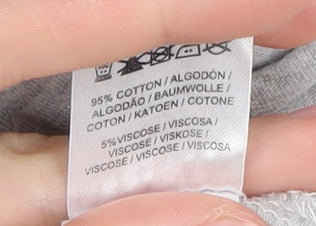 95% COTTON / ALGODÓN /
ALGODÃO / BAUMWOLLE /
COTON / KATOEN / COTONE
5% VISCOSE / VISCOSA /
VISCOSE / VISKOSE /
VISCOSE / VISCOSE / VISCOSA